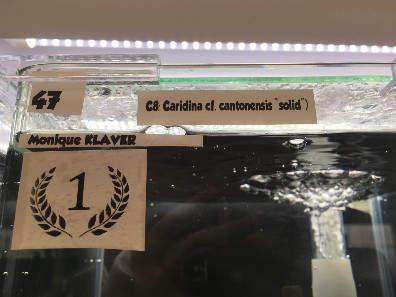 47
C8: Caridina cf. cantonensis "solid")
Monique KLAVER
1